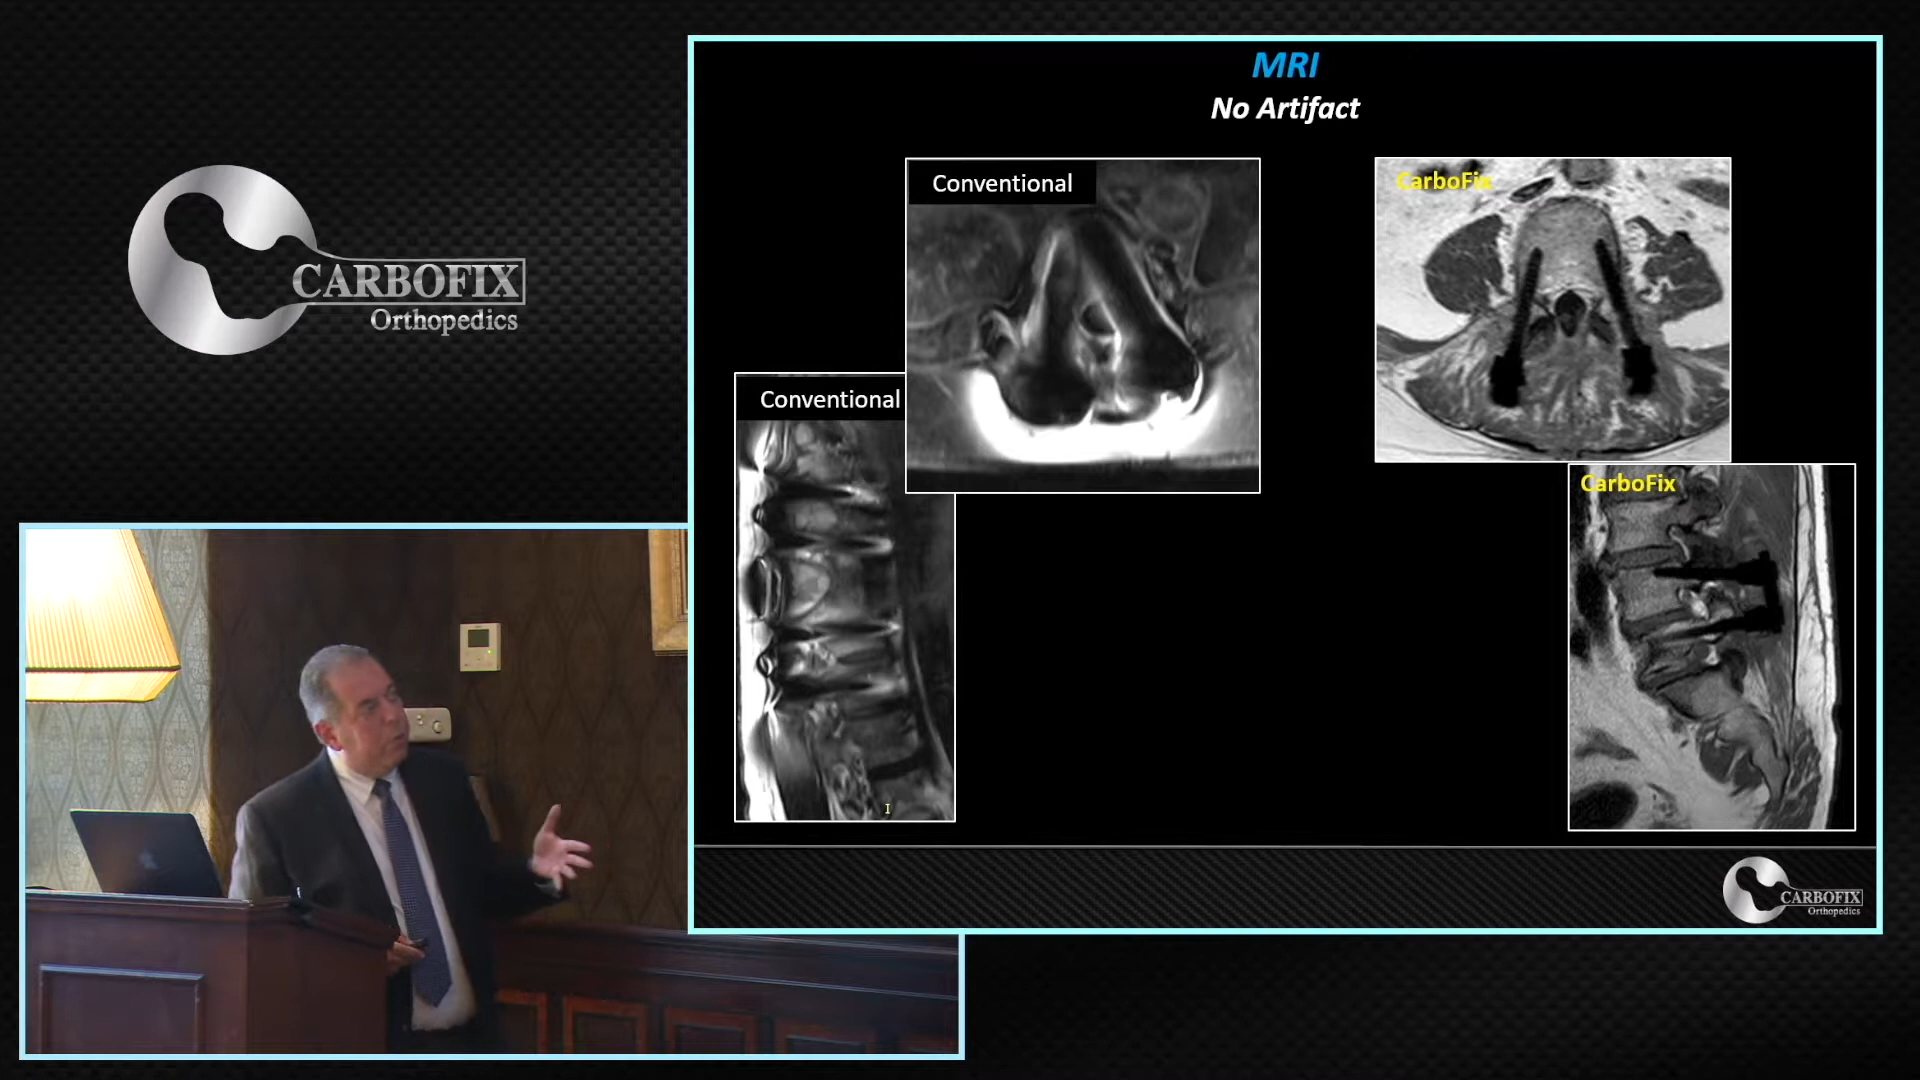 CARBOFIX
Orthopedics
MRI
No Artifact
Conventional
CarboFix
Conventional
CarboFix
CARBOFIX
Orthopedics